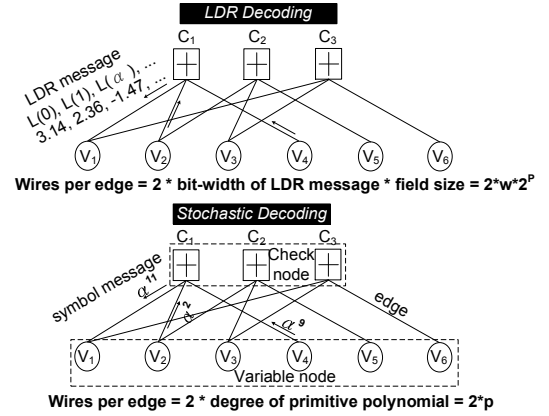 LDR Decoding
C1 C2 C3
LDR message
L(0), L(1), L(α), ...
3.14, 2.36, -1.47, ...
V1 V2 V3 V4 V5 V6
Wires per edge = 2 * bit-width of LDR message * field size = 2*w*2^P
Stochastic Decoding
C1 C2 C3
Check
node
symbol message
α^11
α^2
α^9
edge
V1 V2 V3 V4 V5 V6
Variable node
Wires per edge = 2 * degree of primitive polynomial = 2*p